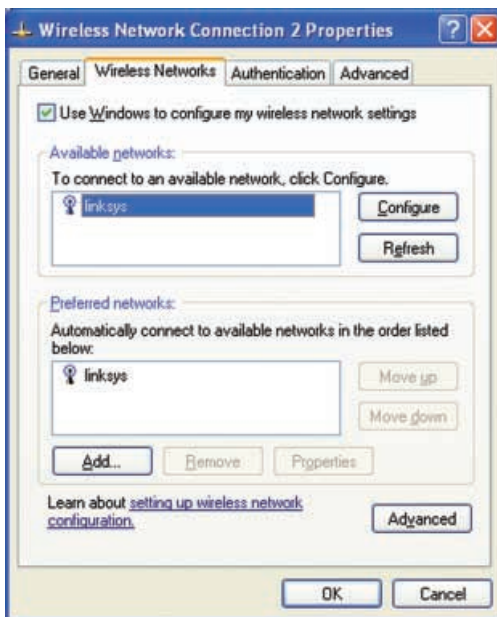 Wireless Network Connection 2 Properties
General
Wireless Networks
Authentication
Advanced
Use Windows to configure my wireless network settings
Available networks:
To connect to an available network, click Configure.
linksys
Configure
Refresh
Preferred networks:
Automatically connect to available networks in the order listed
below:
linksys
Move up
Move down
Add...
Remove
Properties
Learn about setting up wireless network
configuration.
Advanced
OK
Cancel